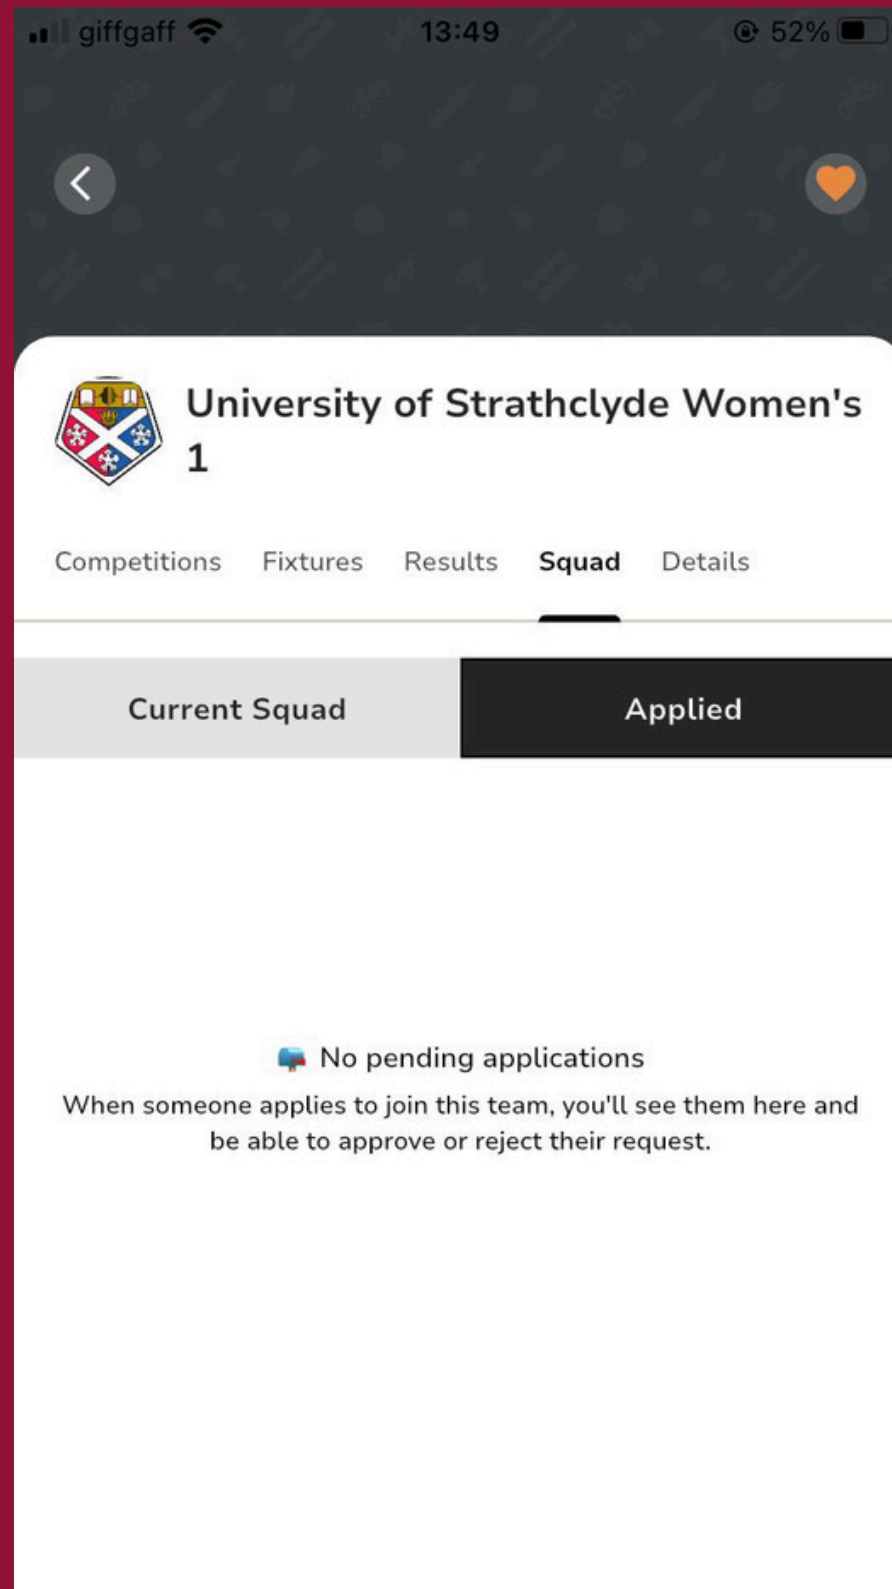 giffgaff 13:49 52%
University of Strathclyde Women's
1
Competitions Fixtures Results Squad Details
Current Squad Applied
No pending applications
When someone applies to join this team, you'll see them here and
be able to approve or reject their request.